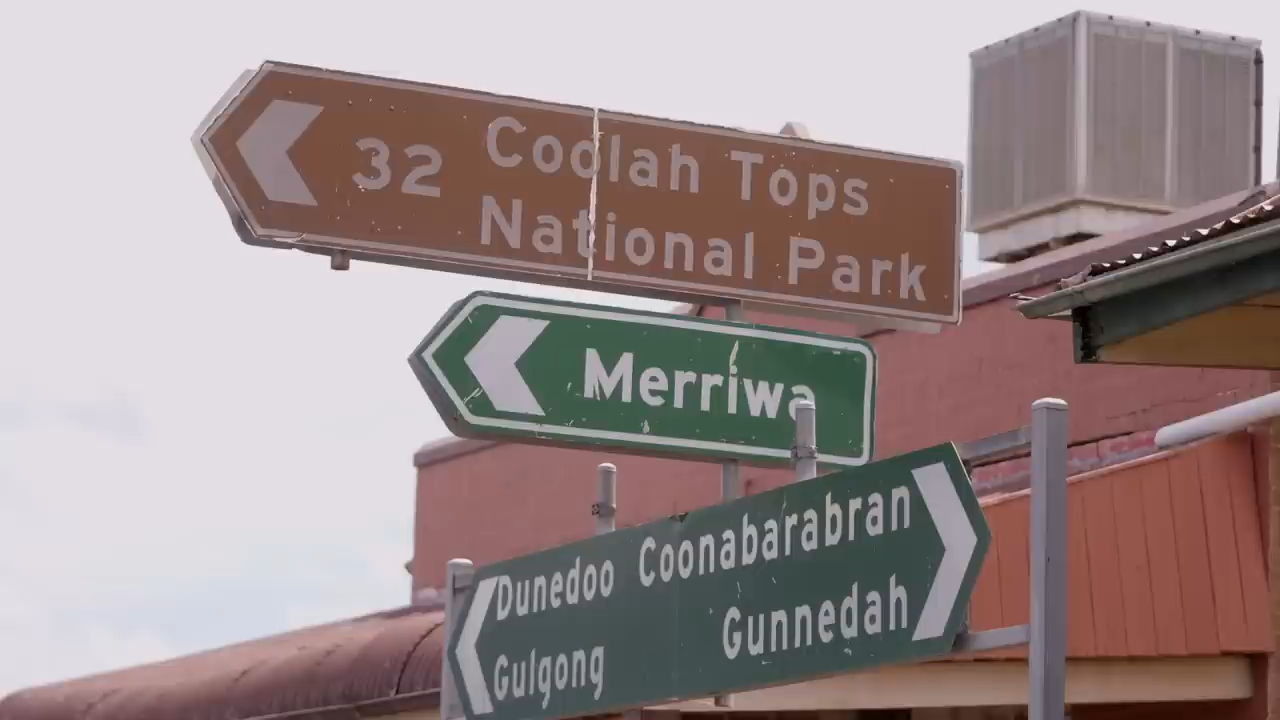 32 Coolah Tops
National Park
Merriwa
Dunedoo Coonabarabran
Gulgong Gunnedah